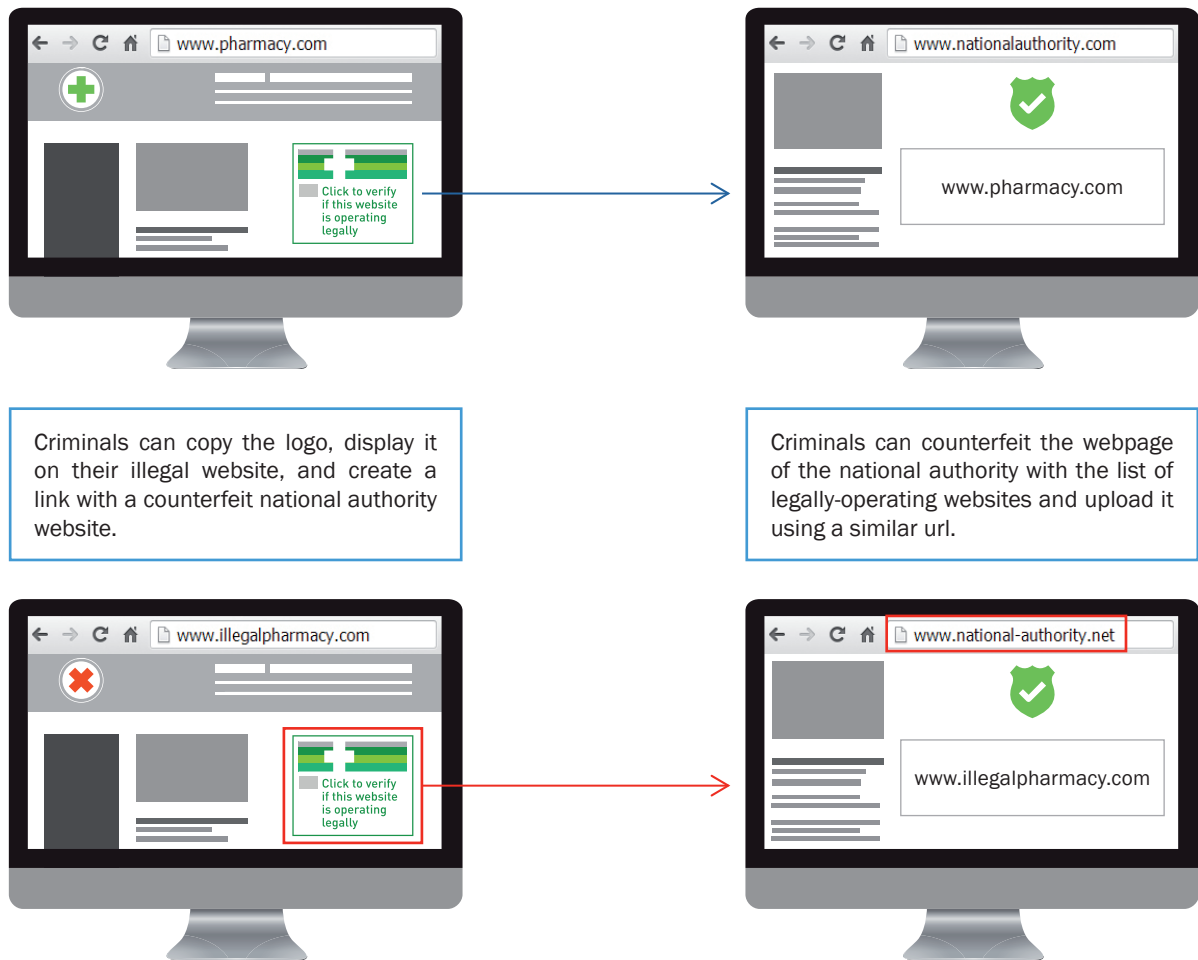 www.pharmacy.com
www.nationalauthority.com
Click to verify
if this website
is operating
legally
www.pharmacy.com
Criminals can copy the logo, display it
on their illegal website, and create a
link with a counterfeit national authority
website.
Criminals can counterfeit the webpage
of the national authority with the list of
legally-operating websites and upload it
using a similar url.
www.illegalpharmacy.com
www.national-authority.net
Click to verify
if this website
is operating
legally
www.illegalpharmacy.com